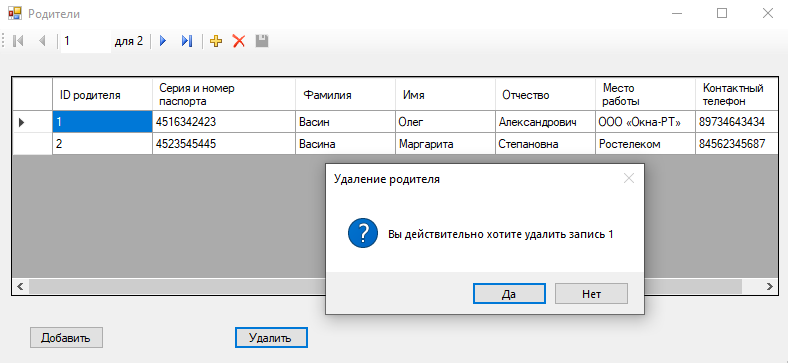 Родители
1 для 2
ID родителя Серия и номер паспорта Фамилия Имя Отчество Место работы Контактный телефон
1 4516342423 Васин Олег Александрович ООО «Окна-РТ» 89734643434
2 4523545445 Васина Маргарита Степановна Ростелеком 84562345687
Удаление родителя
Вы действительно хотите удалить запись 1
Да Нет
Добавить Удалить